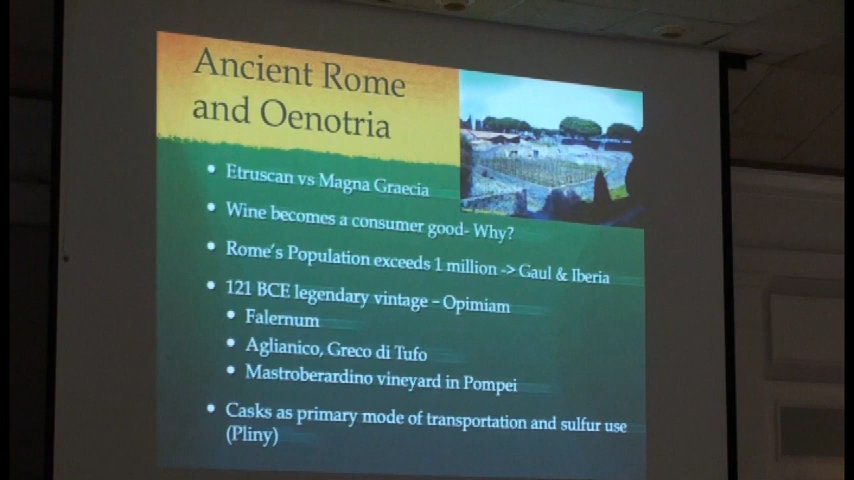 Ancient Rome
and Oenotria
• Etruscan vs Magna Graecia
• Wine becomes a consumer good- Why?
• Rome's Population exceeds 1 million -> Gaul & Iberia
• 121 BCE legendary vintage – Opimiam
• Falernum
• Aglianico, Greco di Tufo
• Mastroberardino vineyard in Pompei
• Casks as primary mode of transportation and sulfur use
(Pliny)